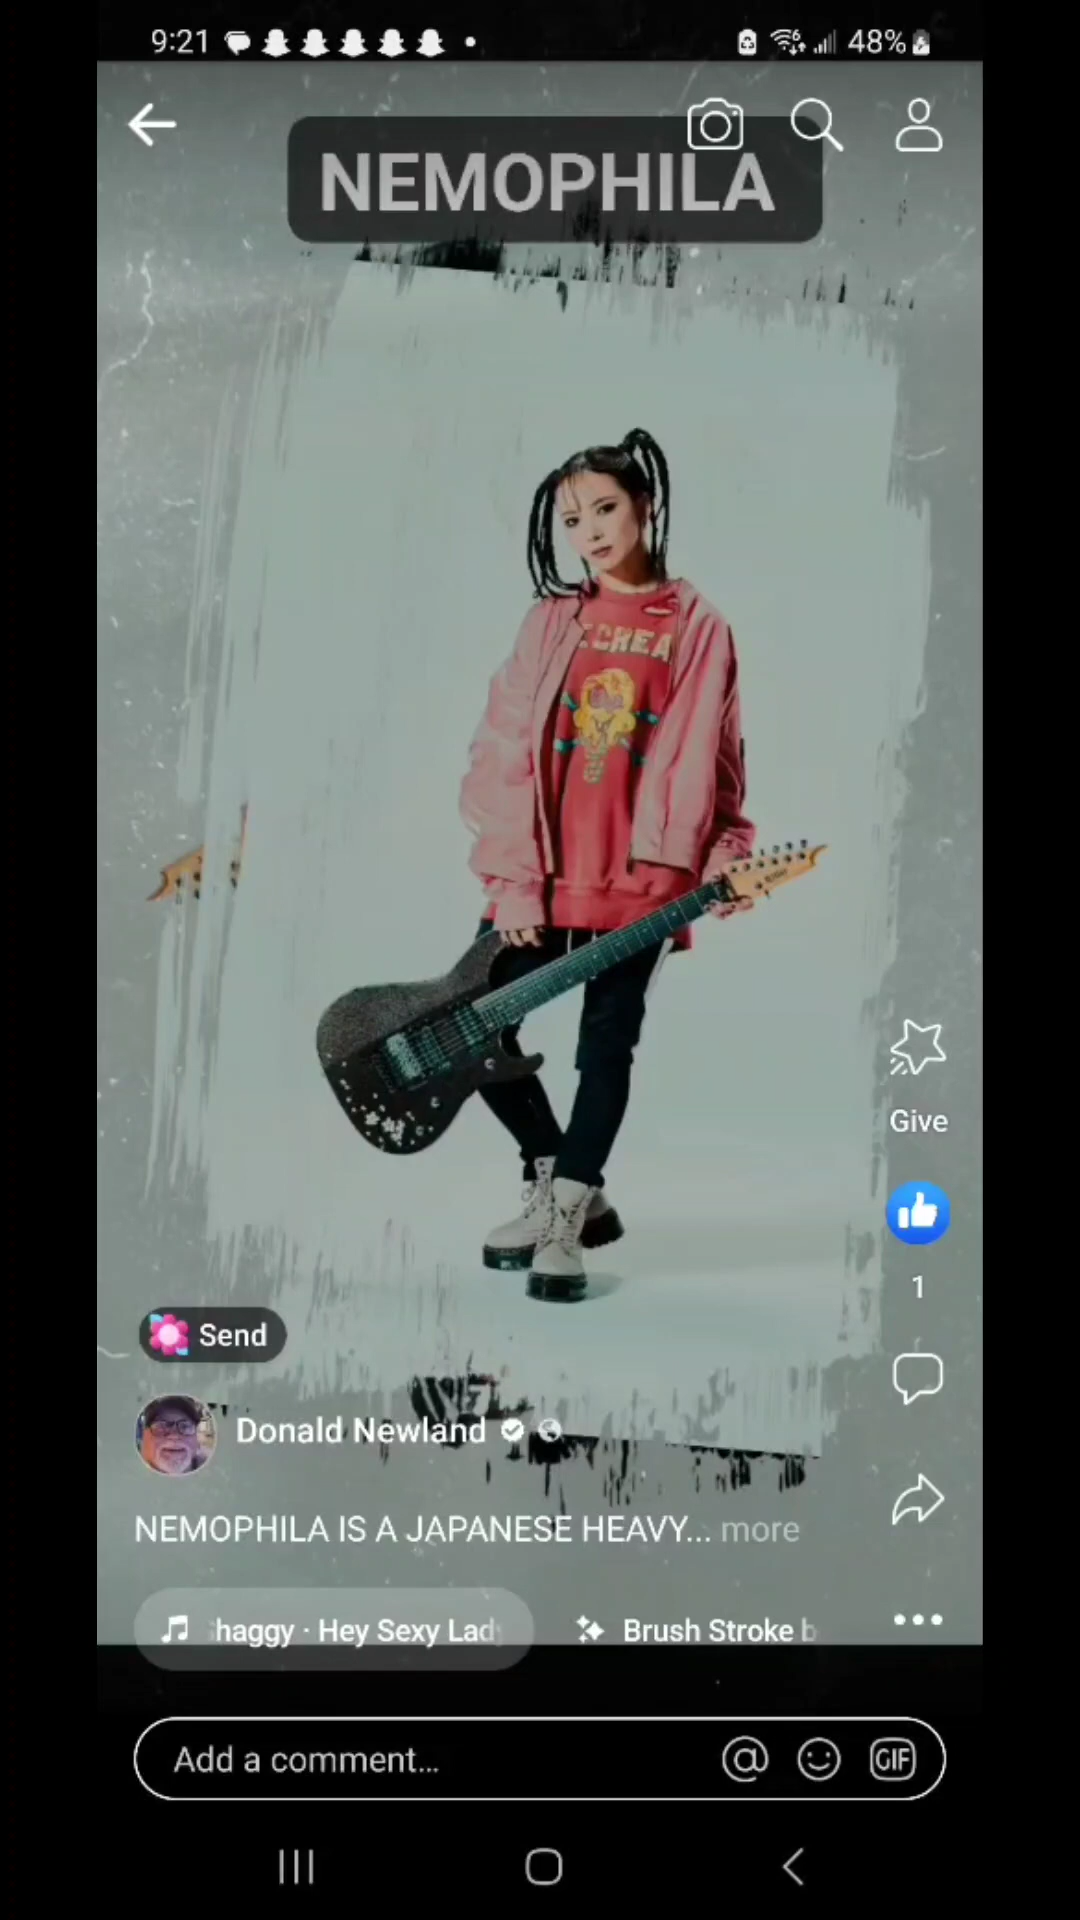 9:21
48%
NEMOPHILA
Give
1
Send
Donald Newland
NEMOPHILA IS A JAPANESE HEAVY... more
haggy · Hey Sexy Lad
Brush Stroke b
Add a comment...
@
GIF